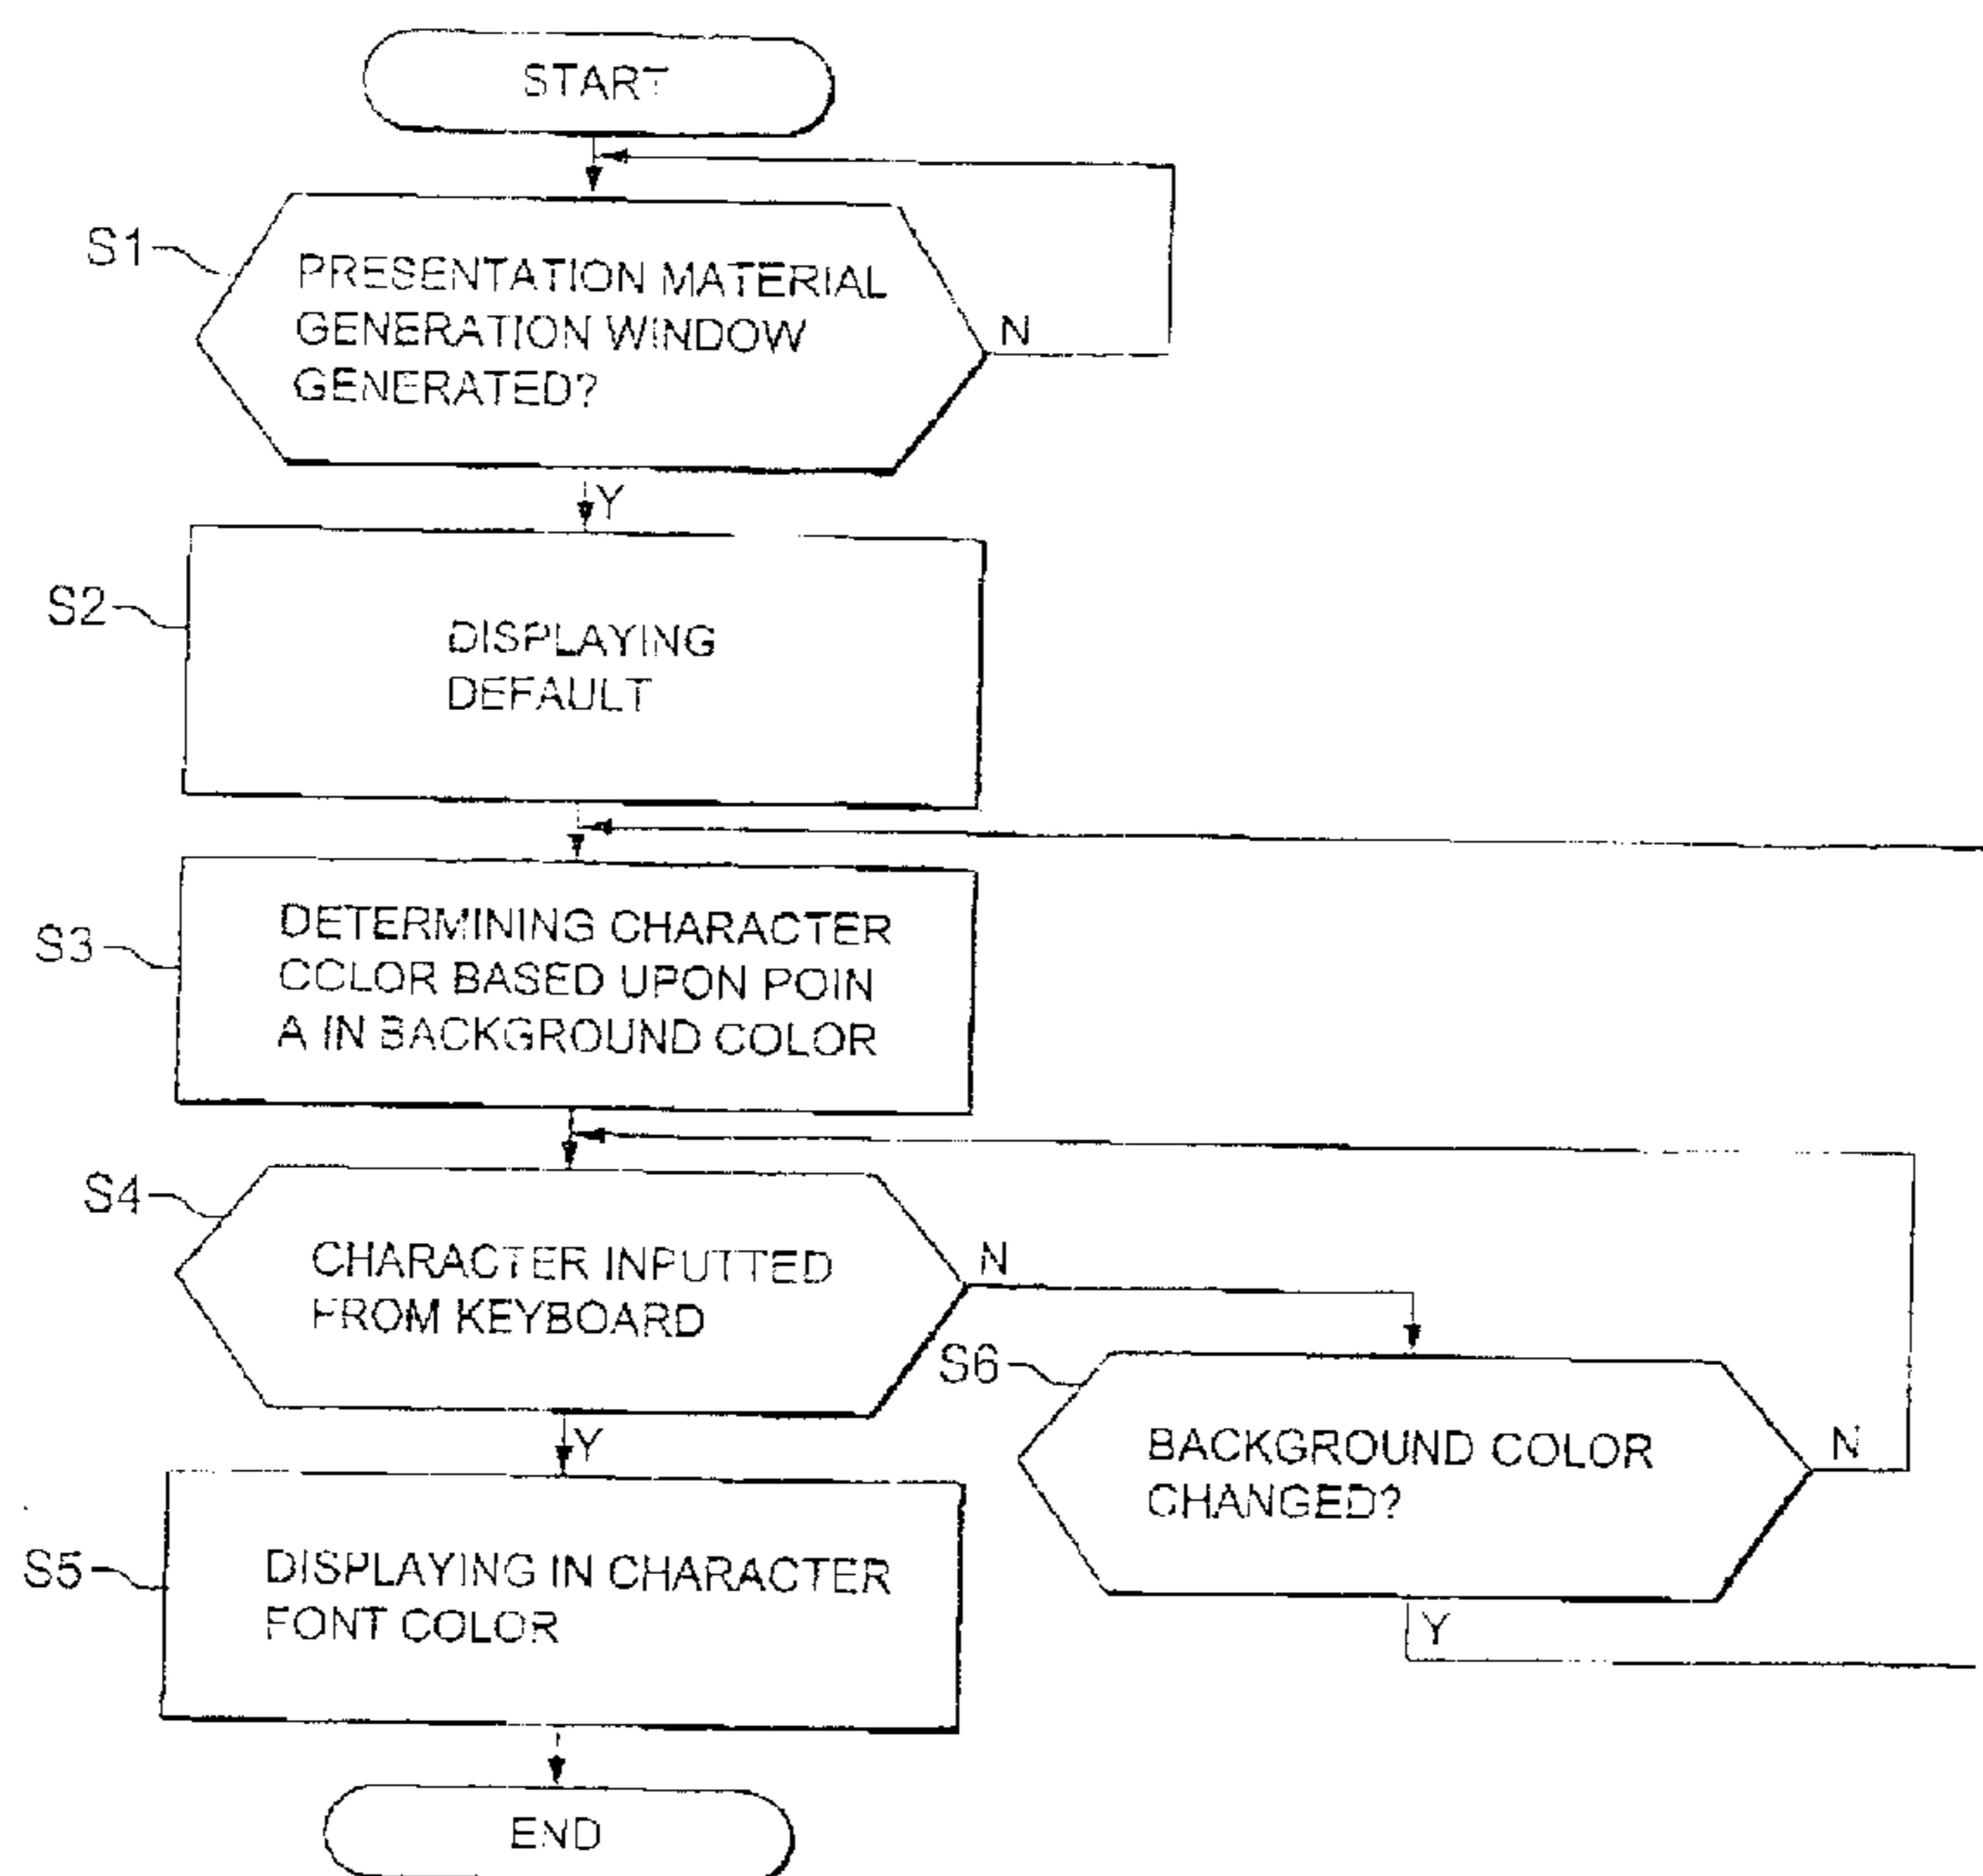 START
S1
PRESENTATION MATERIAL
GENERATION WINDOW
GENERATED?
N
Y
S2
DISPLAYING
DEFAULT
S3
DETERMINING CHARACTER
COLOR BASED UPON POIN
A IN BACKGROUND COLOR
S4
CHARACTER INPUTTED
FROM KEYBOARD
N
Y
S6
BACKGROUND COLOR
CHANGED?
N
Y
S5
DISPLAYING IN CHARACTER
FONT COLOR
END